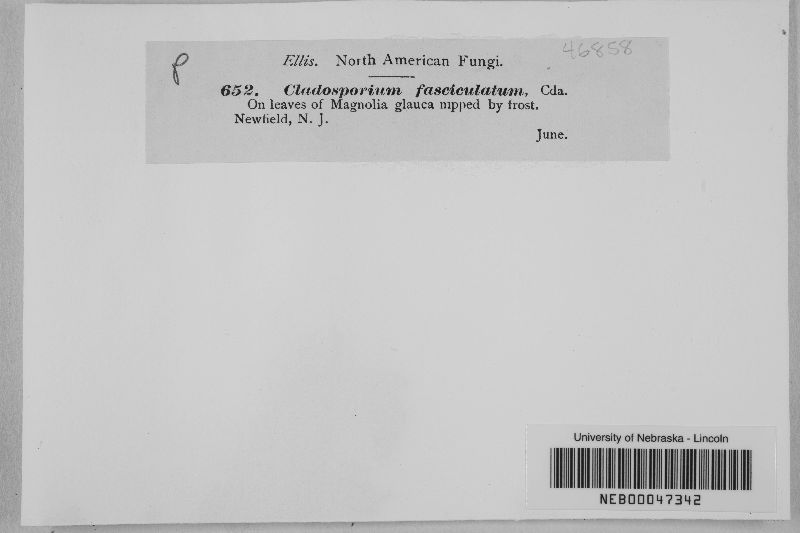 46858
Ellis. North American Fungi.
652. Cladosporium fasciculatum, Cda.
On leaves of Magnolia glauca nipped by frost.
Newfield, N. J.
June.
University of Nebraska - Lincoln
NEB00047342